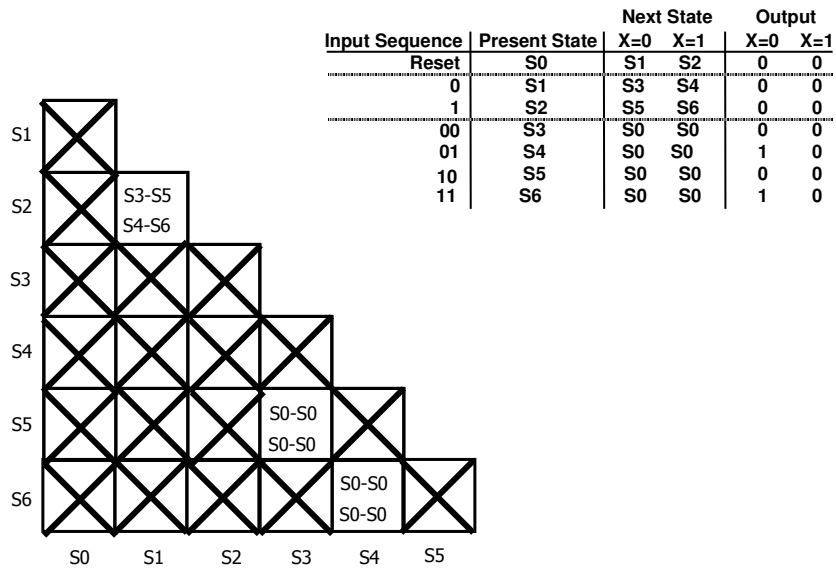 Next State Output
Input Sequence Present State X=0 X=1 X=0 X=1
Reset S0 S1 S2 0 0
0 S1 S3 S4 0 0
1 S2 S5 S6 0 0
00 S3 S0 S0 0 0
01 S4 S0 S0 1 0
10 S5 S0 S0 0 0
11 S6 S0 S0 1 0
S1
S2 S3-S5
S4-S6
S3
S4
S5 S0-S0
S0-S0
S6 S0-S0
S0-S0
S0 S1 S2 S3 S4 S5